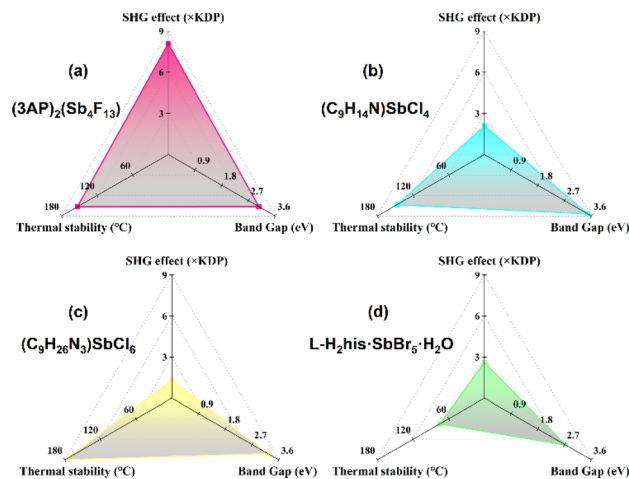 SHG effect (×KDP)
9
(a)
6
(3AP)₂(Sb₄F₁₃)
3
60
0.9
120
1.8
180
2.7
3.6
Thermal stability (°C)
Band Gap (eV)
SHG effect (×KDP)
9
(b)
6
(C₉H₁₄N)SbCl₄
3
60
0.9
120
1.8
180
2.7
3.6
Thermal stability (°C)
Band Gap (eV)
SHG effect (×KDP)
9
(c)
6
(C₉H₂₆N₃)SbCl₆
3
60
0.9
120
1.8
180
2.7
3.6
Thermal stability (°C)
Band Gap (eV)
SHG effect (×KDP)
9
(d)
6
L-H₂his·SbBr₅·H₂O
3
60
0.9
120
1.8
180
2.7
3.6
Thermal stability (°C)
Band Gap (eV)